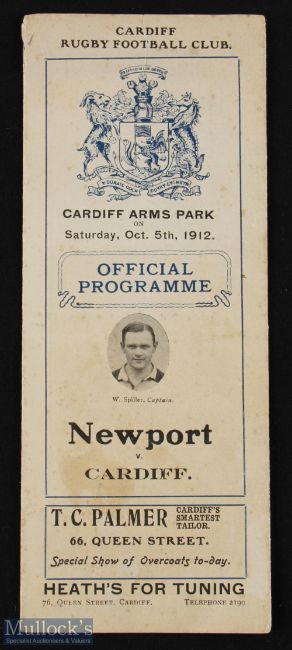 CARDIFF
RUGBY FOOTBALL CLUB.
CARDIFF ARMS PARK
ON
Saturday, Oct. 5th, 1912.
OFFICIAL
PROGRAMME
W. Spiller, Captain.
Newport
v.
CARDIFF.
T. C. PALMER CARDIFF'S SMARTEST TAILOR.
66, QUEEN STREET.
Special Show of Overcoats to-day.
HEATH'S FOR TUNING
76, QUEEN STREET, CARDIFF. TELEPHONE 2199
Mullock's
Specialist Auctioneers & Valuers